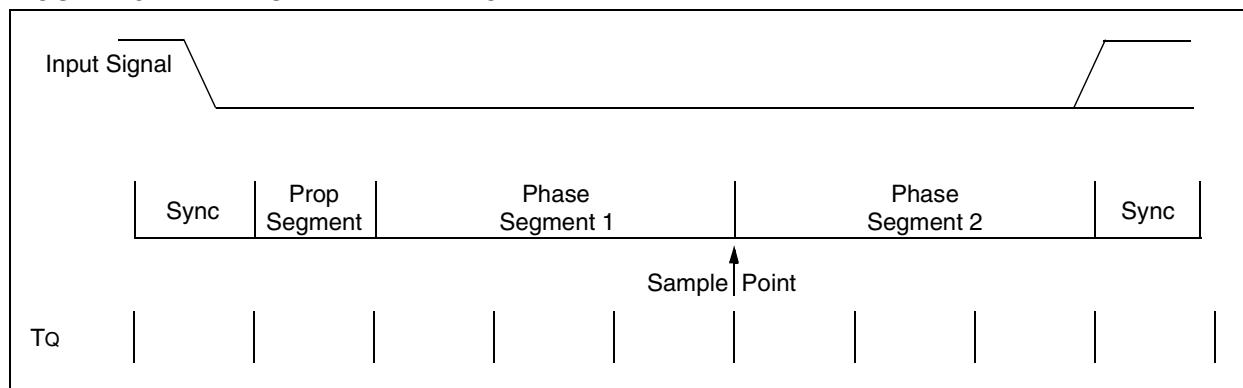 Input Signal
Sync
Prop
Segment
Phase
Segment 1
Phase
Segment 2
Sync
Sample Point
TQ